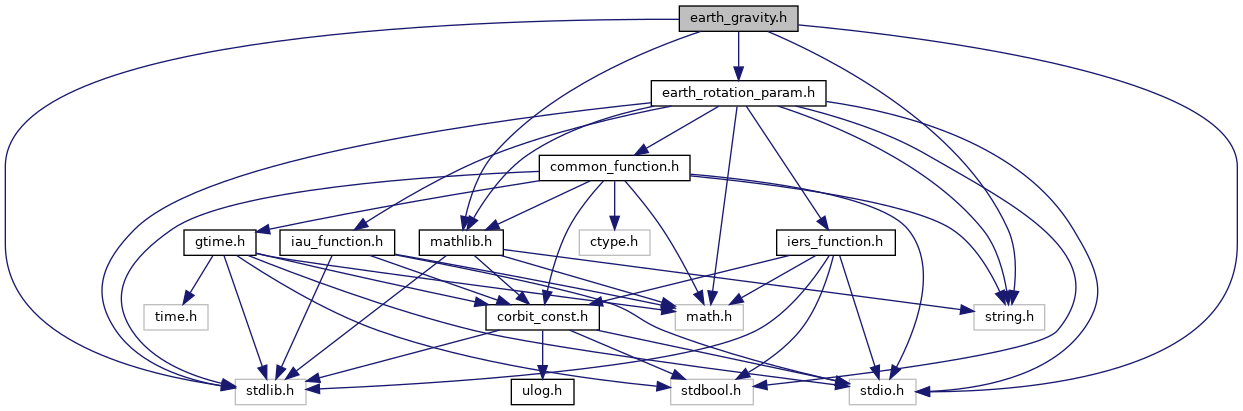 earth_gravity.h
earth_rotation_param.h
common_function.h
gtime.h
iau_function.h
mathlib.h
ctype.h
iers_function.h
time.h
corbit_const.h
math.h
string.h
stdlib.h
ulog.h
stdbool.h
stdio.h